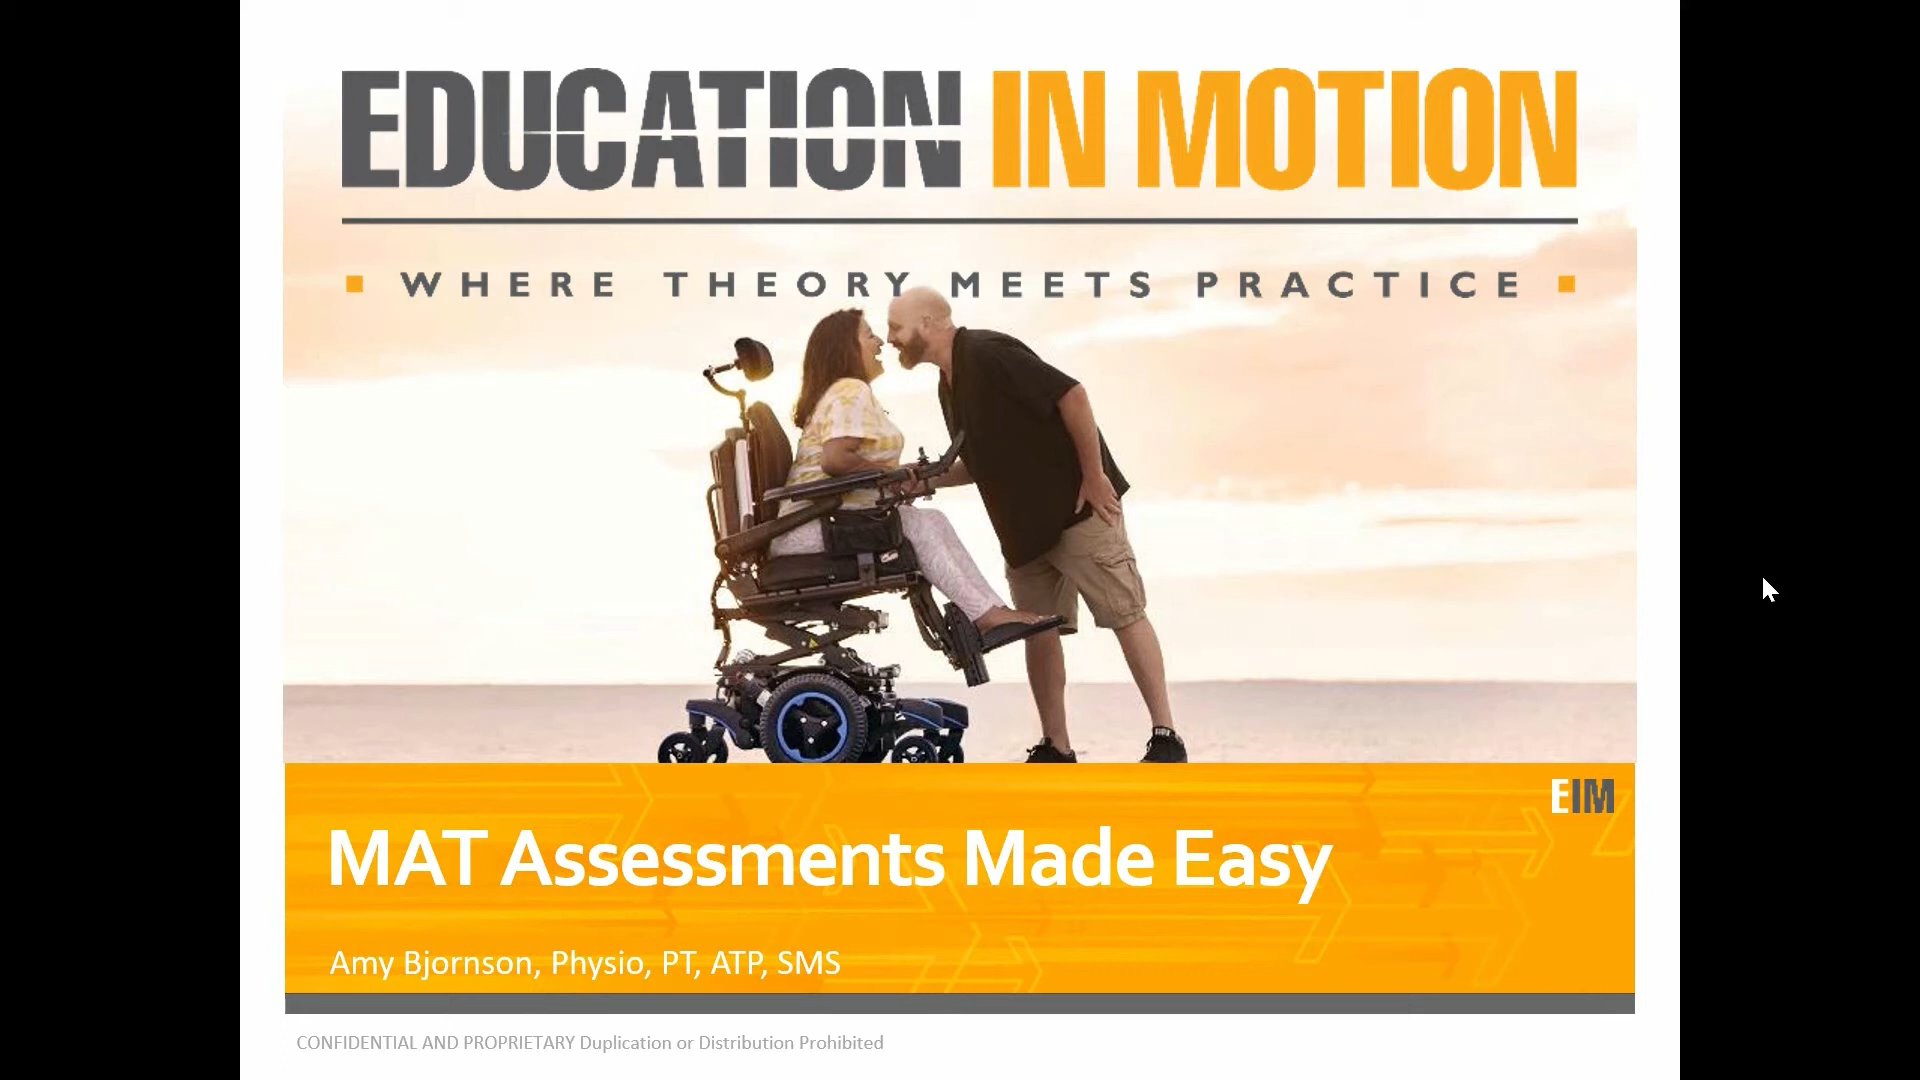 EDUCATION IN MOTION
WHERE THEORY MEETS PRACTICE
EIM
MAT Assessments Made Easy
Amy Bjornson, Physio, PT, ATP, SMS
CONFIDENTIAL AND PROPRIETARY Duplication or Distribution Prohibited